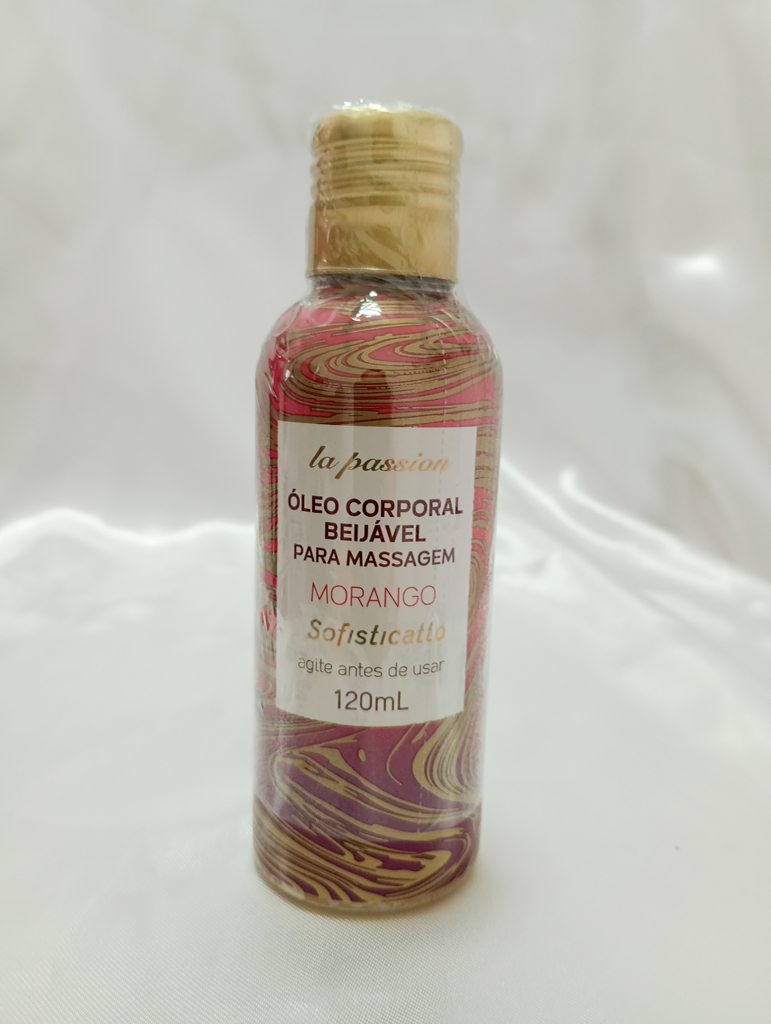 la passion
ÓLEO CORPORAL
BEIJÁVEL
PARA MASSAGEM
MORANGO
Sofisticatto
agite antes de usar
120mL